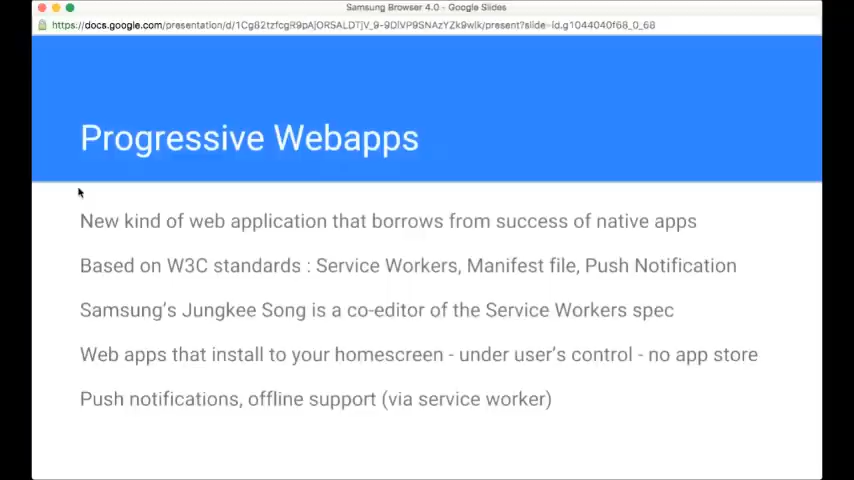 Samsung Browser 4.0 - Google Slides
Progressive Webapps
New kind of web application that borrows from success of native apps
Based on W3C standards : Service Workers, Manifest file, Push Notification
Samsung's Jungkee Song is a co-editor of the Service Workers spec
Web apps that install to your homescreen - under user's control - no app store
Push notifications, offline support (via service worker)